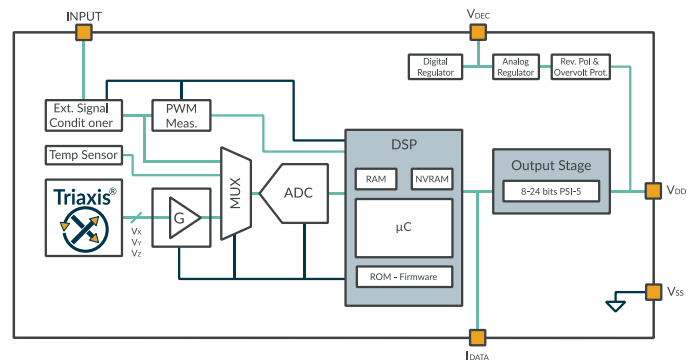 INPUT
VDEC
Digital
Regulator
Analog
Regulator
Rev. Pol &
Overvolt Prot.
Ext. Signal
Condit oner
PWM
Meas.
Temp Sensor
Triaxis®
VX
VY
VZ
G
MUX
ADC
DSP
RAM
NVRAM
µC
ROM - Firmware
Output Stage
8-24 bits PSI-5
VDD
VSS
IDATA